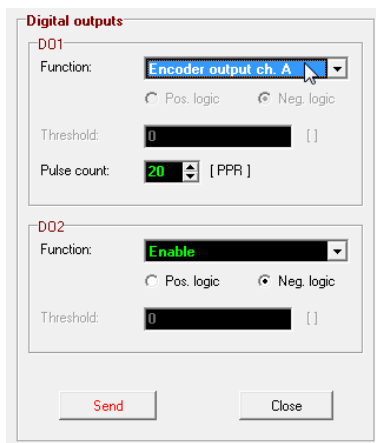 Digital outputs
DO1
Function: Encoder output ch. A
Pos. logic Neg. logic
Threshold: 0 [ ]
Pulse count: 20 [ PPR ]
DO2
Function: Enable
Pos. logic Neg. logic
Threshold: 0 [ ]
Send Close